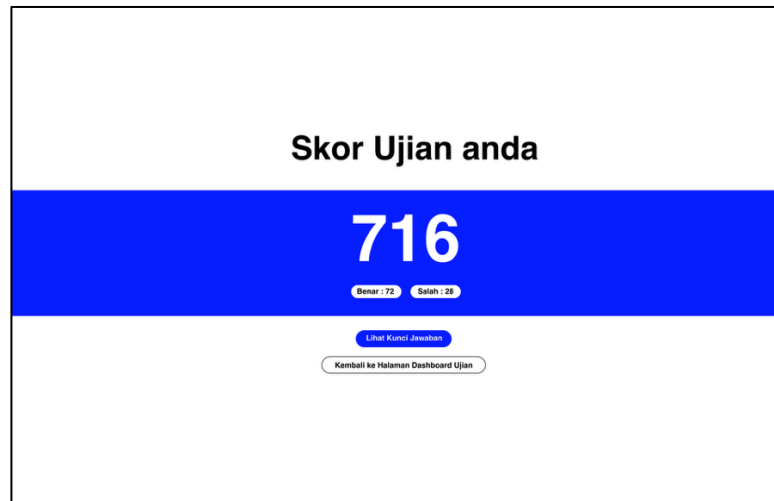 Skor Ujian anda
716
Benar : 72 Salah : 28
Lihat Kunci Jawaban
Kembali ke Halaman Dashboard Ujian